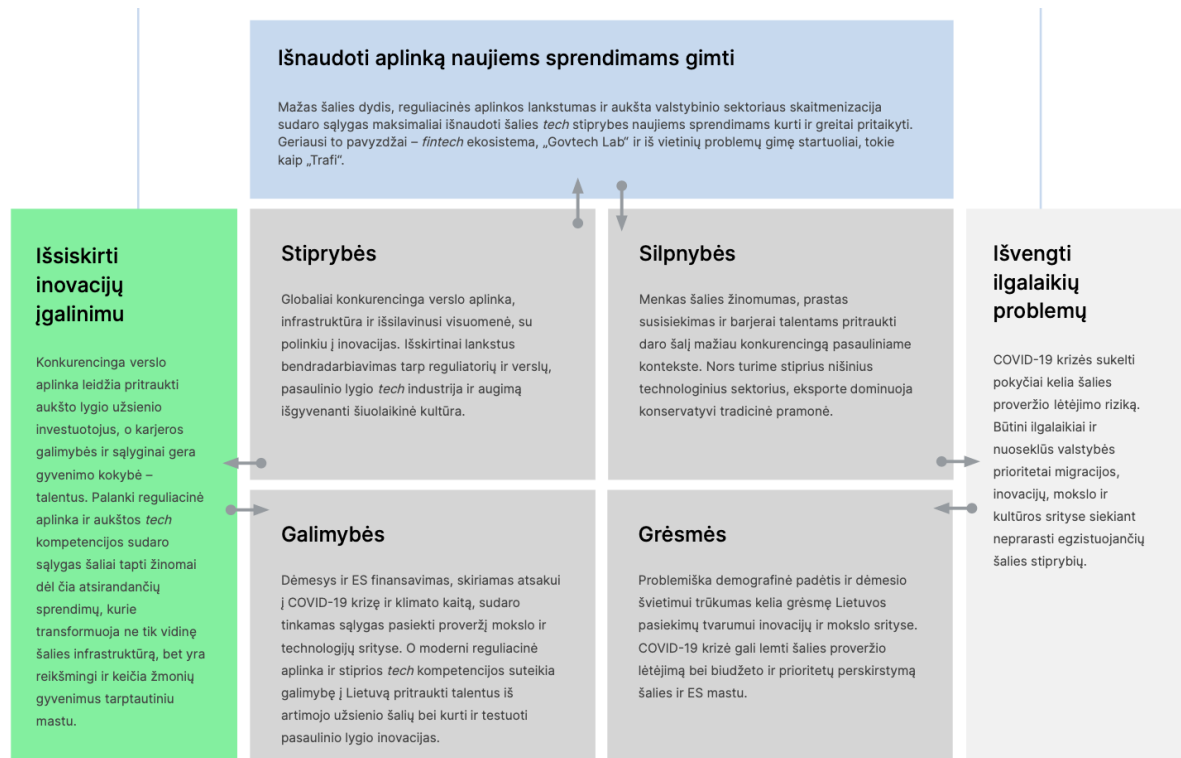 Išnaudoti aplinką naujiems sprendimams gimti
Mažas šalies dydis, reguliacinės aplinkos lankstumas ir aukšta valstybinio sektoriaus skaitmenizacija
sudaro sąlygas maksimaliai išnaudoti šalies tech stiprybes naujiems sprendimams kurti ir greitai pritaikyti.
Geriausi to pavyzdžai – fintech ekosistema, „Govtech Lab“ ir iš vietinių problemų gimę startuoliai, tokie
kaip „Trafi“.
Išsiskirti
inovacijų
įgalinimu
Konkurencinga verslo
aplinka leidžia pritraukti
aukšto lygio užsienio
investuotojus, o karjeros
galimybės ir sąlyginai gera
gyvenimo kokybė –
talentus. Palanki reguliacinė
aplinka ir aukštos tech
kompetencijos sudaro
sąlygas šaliai tapti žinomai
dėl čia atsirandančių
sprendimų, kurie
transformuoja ne tik vidinę
šalies infrastruktūrą, bet yra
reikšmingi ir keičia žmonių
gyvenimus tarptautiniu
mastu.
Stiprybės
Globaliai konkurencinga verslo aplinka,
infrastruktūra ir išsilavinusi visuomenė, su
polinkiu į inovacijas. Išskirtinai lankstus
bendradarbiavimas tarp reguliatorių ir verslų,
pasaulinio lygio tech industrija ir augimą
išgyvenanti šiuolaikinė kultūra.
Silpnybės
Menkas šalies žinomumas, prastas
susisiekimas ir barjerai talentams pritraukti
daro šalį mažiau konkurencingą pasauliniame
kontekste. Nors turime stiprius nišinius
technologinius sektorius, eksporte dominuoja
konservatyvi tradicinė pramonė.
Galimybės
Dėmesys ir ES finansavimas, skiriamas atsakui
į COVID-19 krizę ir klimato kaitą, sudaro
tinkamas sąlygas pasiekti proveržį mokslo ir
technologijų srityse. O moderni reguliacinė
aplinka ir stiprios tech kompetencijos suteikia
galimybę į Lietuvą pritraukti talentus iš
artimojo užsienio šalių bei kurti ir testuoti
pasaulinio lygio inovacijas.
Grėsmės
Problemiška demografinė padėtis ir dėmesio
švietimui trūkumas kelia grėsmę Lietuvos
pasiekimų tvarumui inovacijų ir mokslo srityse.
COVID-19 krizė gali lemti šalies proveržio
lėtėjimą bei biudžeto ir prioritetų perskirstymą
šalies ir ES mastu.
Išvengti
ilgalaikių
problemų
COVID-19 krizės sukelti
pokyčiai kelia šalies
proveržio lėtėjimo riziką.
Būtini ilgalaikiai ir
nuoseklūs valstybės
prioritetai migracijos,
inovacijų, mokslo ir
kultūros srityse siekiant
neprarasti egzistuojančių
šalies stiprybių.